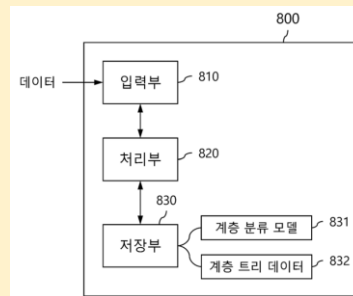 800
데이터
입력부
810
처리부
820
830
저장부
계층 분류 모델
831
계층 트리 데이터
832